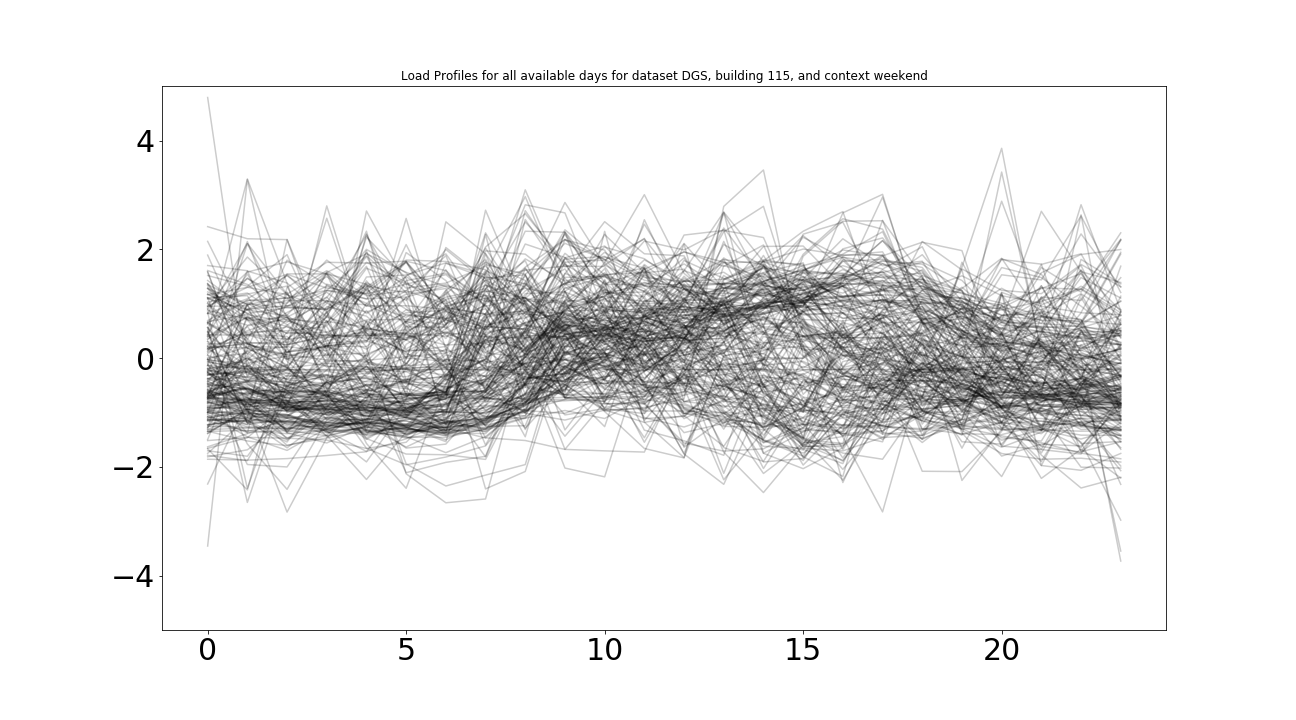 Load Profiles for all available days for dataset DGS, building 115, and context weekend
4
2
0
−2
−4
0 5 10 15 20